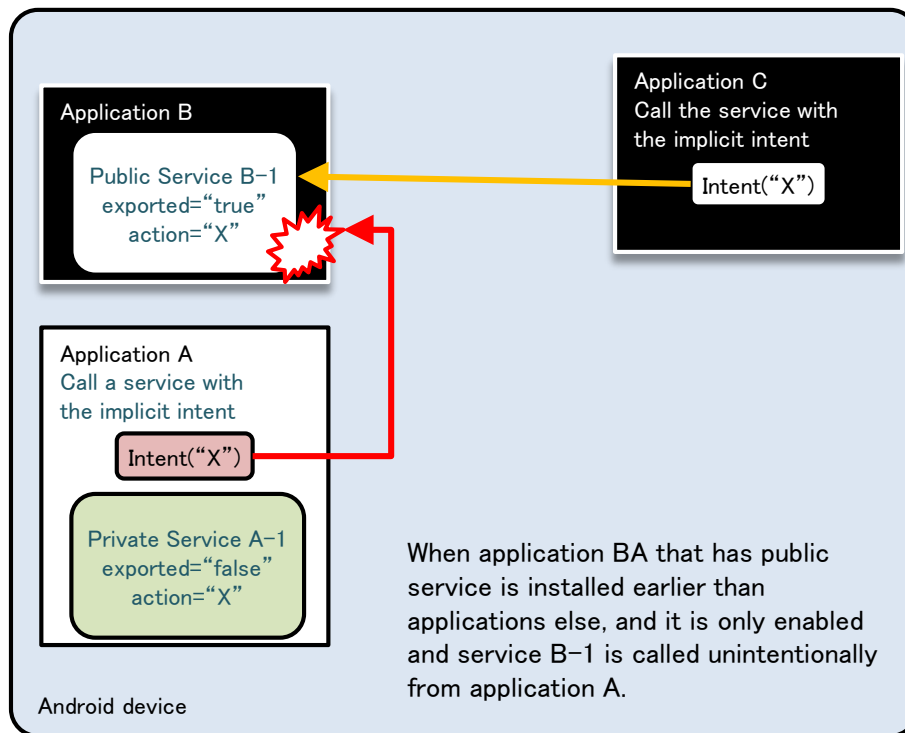 Application B
Public Service B-1
exported=“true”
action=“X”
Application C
Call the service with
the implicit intent
Intent(“X”)
Application A
Call a service with
the implicit intent
Intent(“X”)
Private Service A-1
exported=“false”
action=“X”
When application BA that has public
service is installed earlier than
applications else, and it is only enabled
and service B-1 is called unintentionally
from application A.
Android device